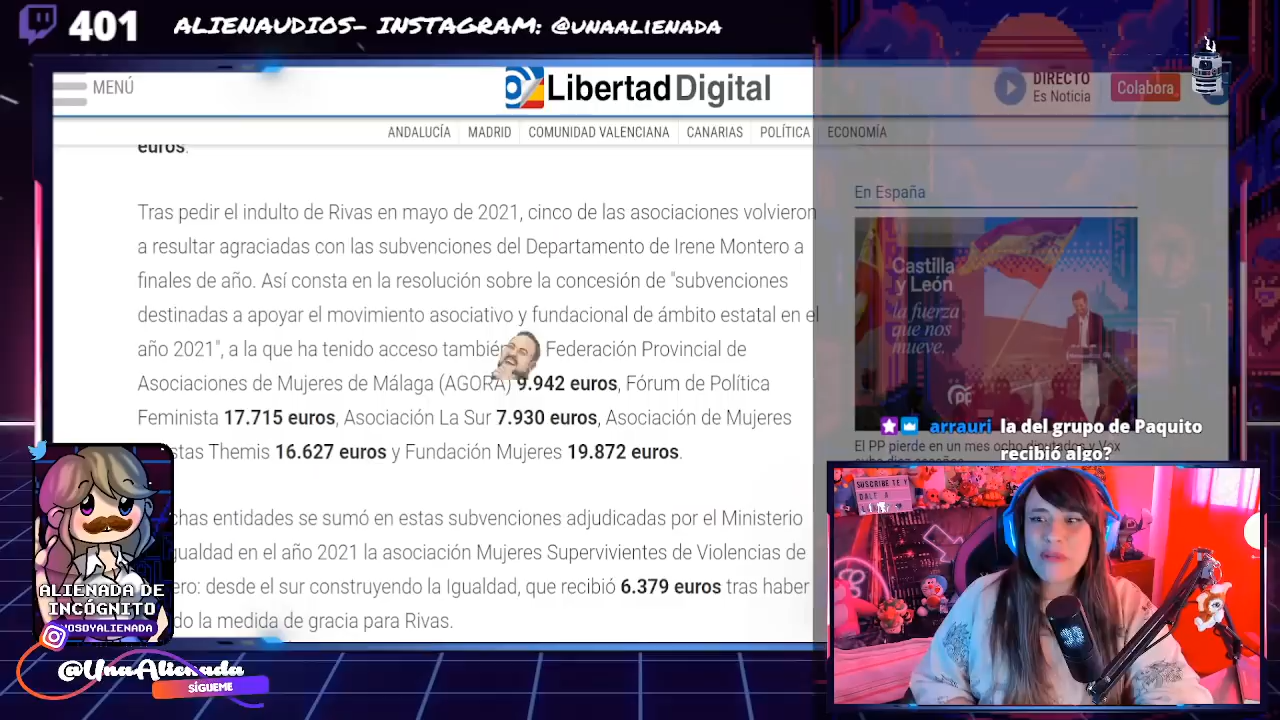 401 ALIENAUDIOS- INSTAGRAM: @UNAALIENADA
MENÚ
Libertad Digital
DIRECTO
Es Noticia
Colabora
ANDALUCÍA MADRID COMUNIDAD VALENCIANA CANARIAS POLÍTICA ECONOMÍA
euros.
Tras pedir el indulto de Rivas en mayo de 2021, cinco de las asociaciones volvieron
a resultar agraciadas con las subvenciones del Departamento de Irene Montero a
finales de año. Así consta en la resolución sobre la concesión de "subvenciones
destinadas a apoyar el movimiento asociativo y fundacional de ámbito estatal en el
año 2021", a la que ha tenido acceso también Federación Provincial de
Asociaciones de Mujeres de Málaga (AGORA) 9.942 euros, Fórum de Política
Feminista 17.715 euros, Asociación La Sur 7.930 euros, Asociación de Mujeres
Themis 16.627 euros y Fundación Mujeres 19.872 euros.
entidades se sumó en estas subvenciones adjudicadas por el Ministerio
en el año 2021 la asociación Mujeres Supervivientes de Violencias de
desde el sur construyendo la Igualdad, que recibió 6.379 euros tras haber
la medida de gracia para Rivas.
En España
Castilla
y León
la fuerza
que nos
mueve.
El PP pierde en un mes ocho diputados y Vox
arrauri la del grupo de Paquito
recibió algo?
SUSCRIBETE Y
DALE A
ALIENADA DE
INCÓGNITO
YOSOYALIENADA
@UnaAlienada
SÍGUEME